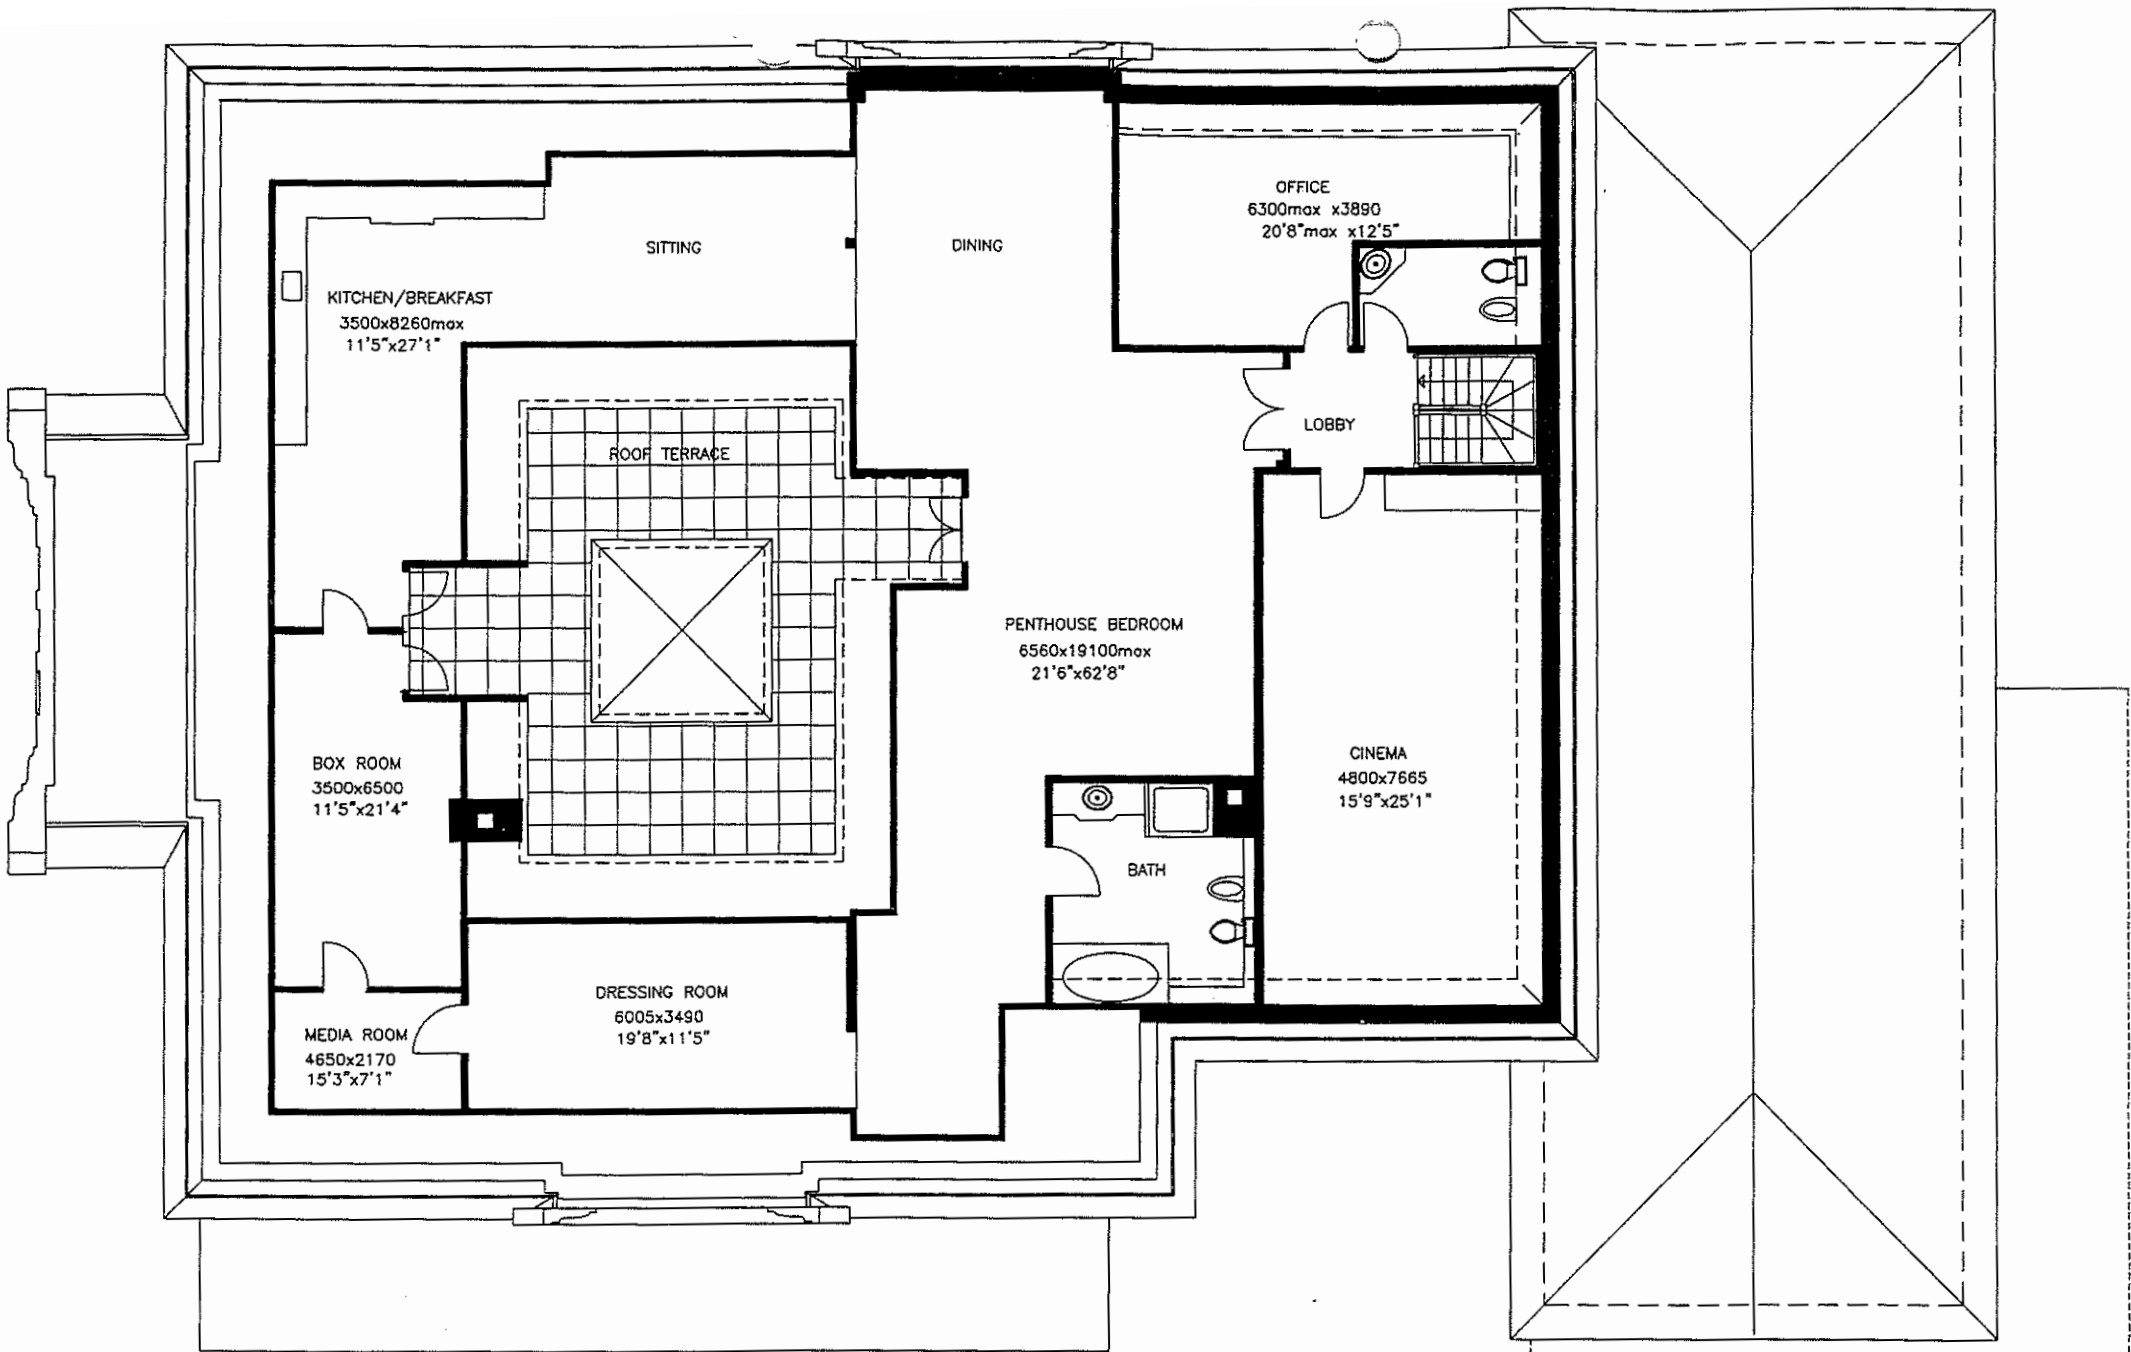 OFFICE
6300max x3890
20'8"max x12'5"
SITTING
DINING
KITCHEN/BREAKFAST
3500x8260max
11'5"x27'1"
LOBBY
ROOF TERRACE
PENTHOUSE BEDROOM
6560x19100max
21'6"x62'8"
BOX ROOM
3500x6500
11'5"x21'4"
CINEMA
4800x7665
15'9"x25'1"
BATH
DRESSING ROOM
6005x3490
19'8"x11'5"
MEDIA ROOM
4650x2170
15'3"x7'1"